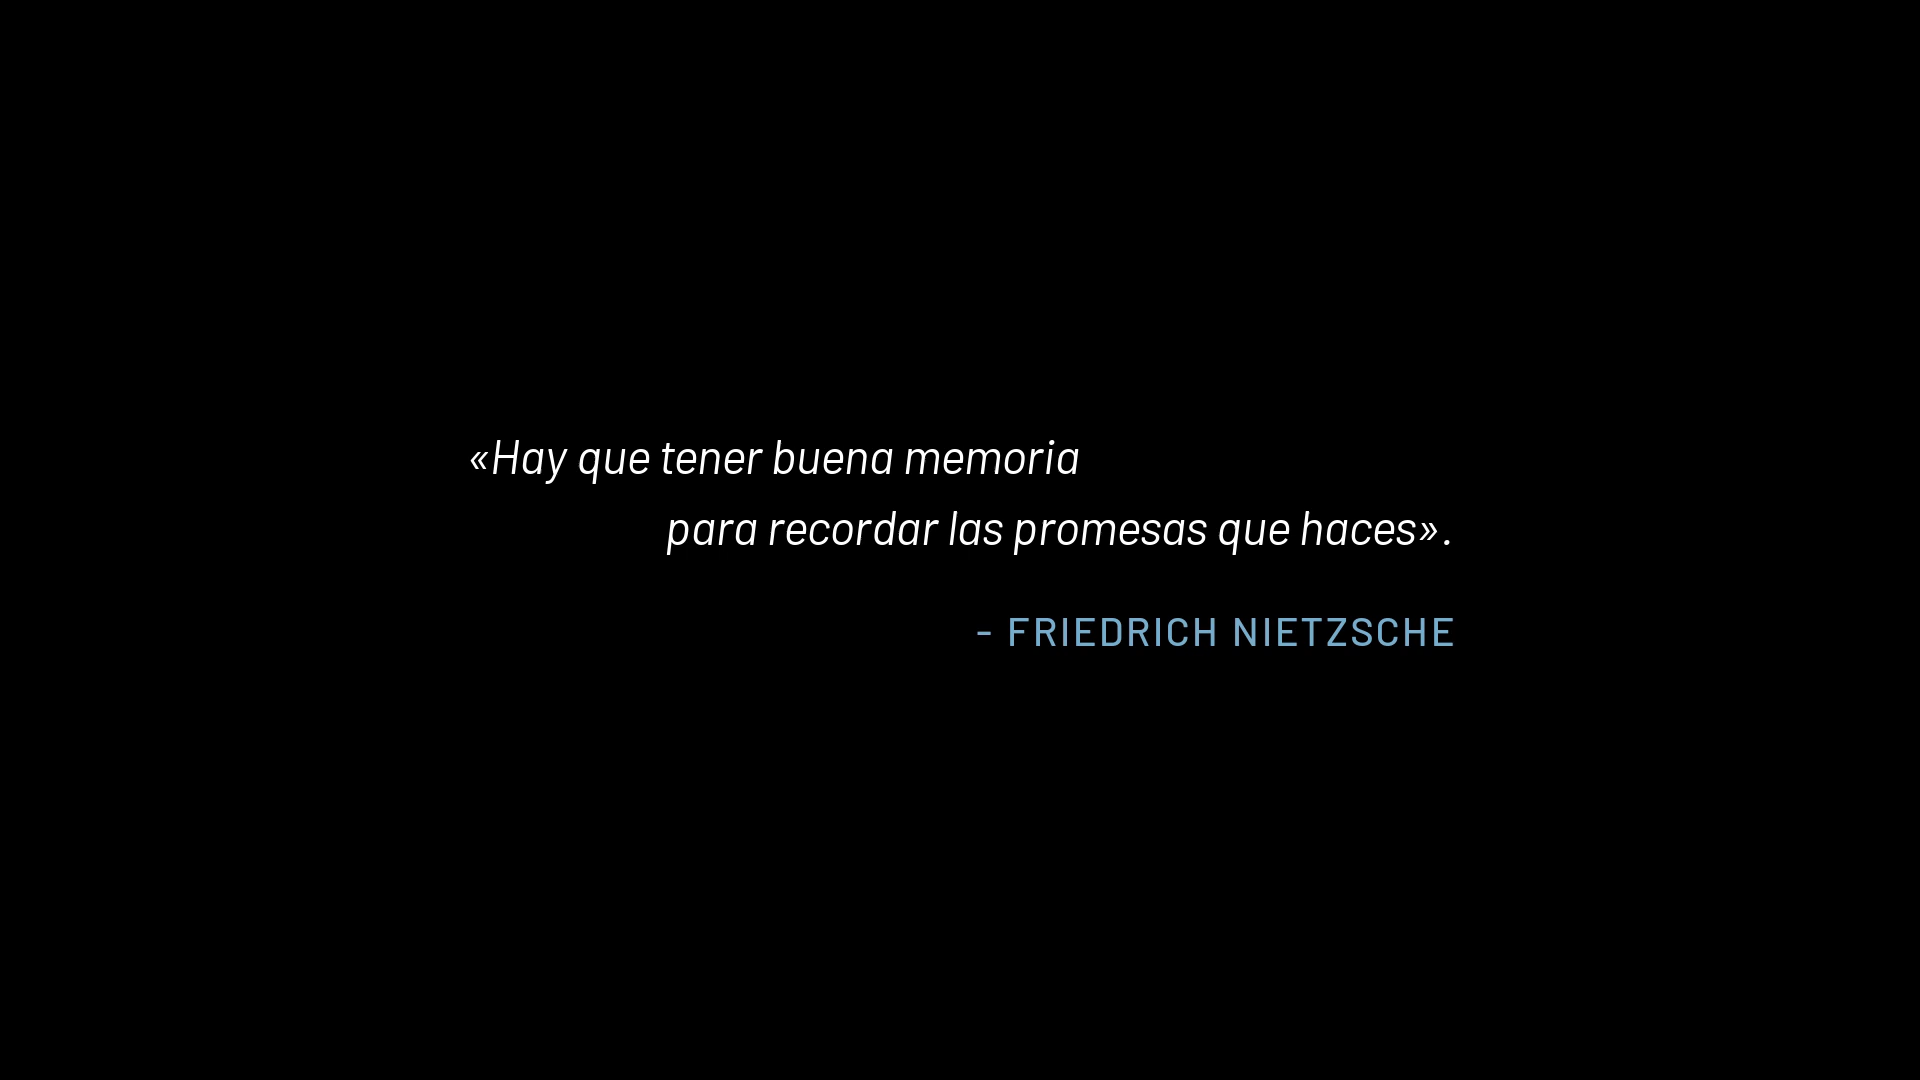 «Hay que tener buena memoria
para recordar las promesas que haces».
- FRIEDRICH NIETZSCHE